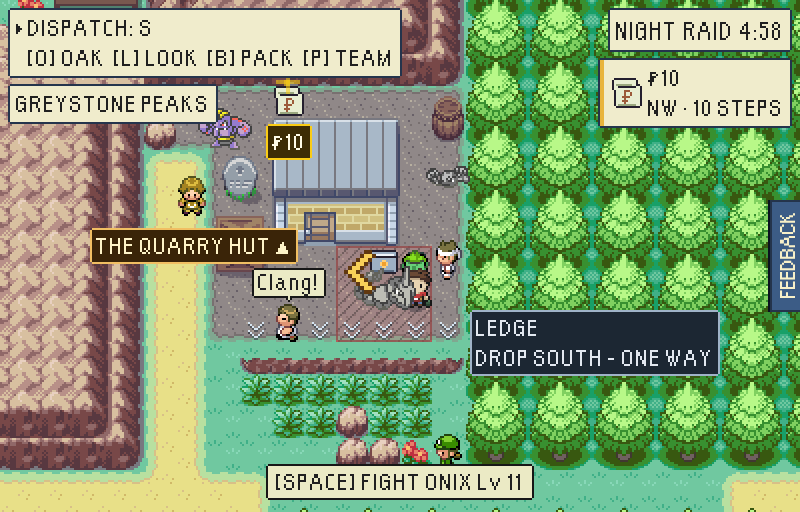 DISPATCH: S
[O]OAK [L]LOOK [B]PACK [P]TEAM
NIGHT RAID 4:58
GREYSTONE PEAKS
₽10
NW · 10 STEPS
₽10
THE QUARRY HUT ▲
Clang!
FEEDBACK
LEDGE
DROP SOUTH - ONE WAY
[SPACE] FIGHT ONIX Lv 11